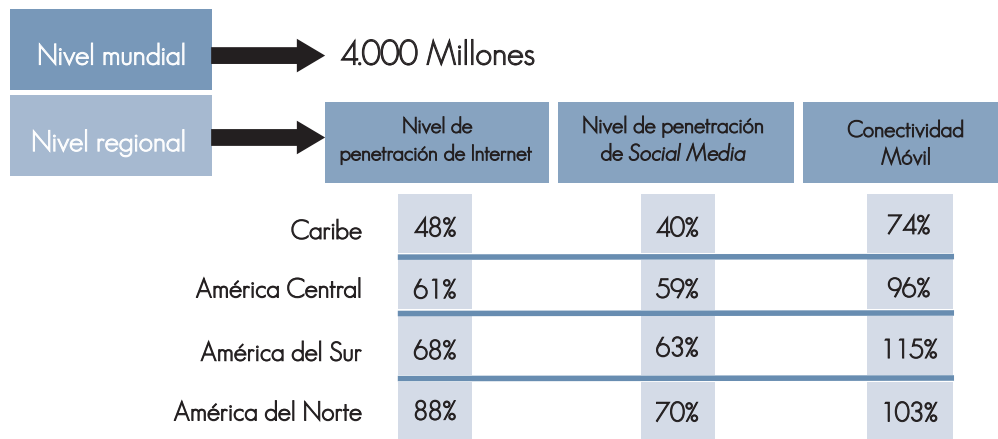 Nivel mundial
4.000 Millones
Nivel regional
Nivel de
penetración de Internet
Nivel de penetración
de Social Media
Conectividad
Móvil
Caribe 48% 40% 74%
América Central 61% 59% 96%
América del Sur 68% 63% 115%
América del Norte 88% 70% 103%